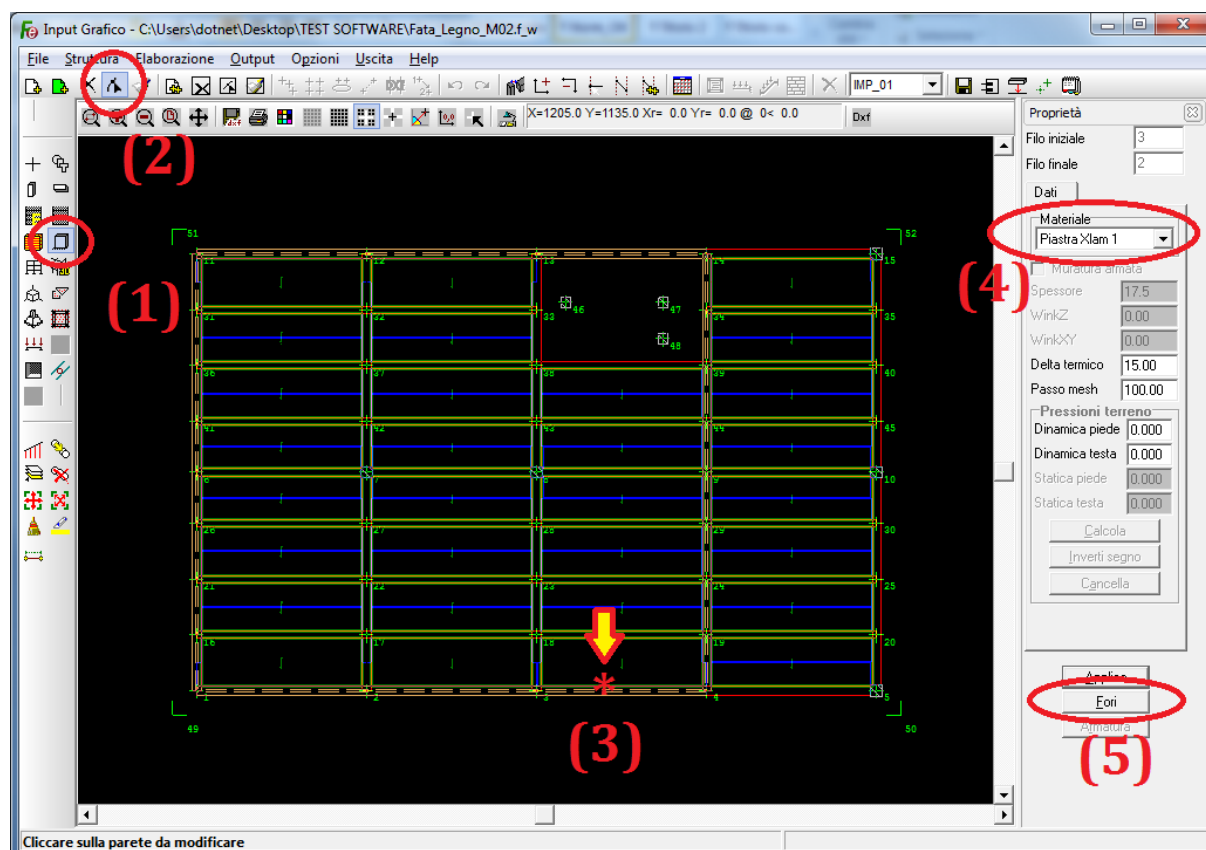 Input Grafico - C:\Users\dotnet\Desktop\TEST SOFTWARE\Fata_Legno_M02.f_w
File Struttura Elaborazione Output Opzioni Uscita Help
IMP_01
X=1205.0 Y=1135.0 Xr= 0.0 Yr= 0.0 @ 0< 0.0
Dxf
Proprietà
Filo iniziale 3
Filo finale 2
Dati
Materiale
Piastra Xlam 1
Muratura armata
Spessore 17.5
WinkZ 0.00
WinkXY 0.00
Delta termico 15.00
Passo mesh 100.00
Pressioni terreno
Dinamica piede 0.000
Dinamica testa 0.000
Statica piede 0.000
Statica testa 0.000
Calcola
Inverti segno
Cancella
Applica
Fori
Armatura
(1)
(2)
(3)
(4)
(5)
*
51 52
11 12 13 14 15
46 47
31 33 34 35
48
36 37 38 39 40
41 42 43 44 45
6 7 8 9 10
26 27 28 29 30
21 22 23 24 25
16 17 18 19 20
1 2 3 4 5
49 50
Cliccare sulla parete da modificare